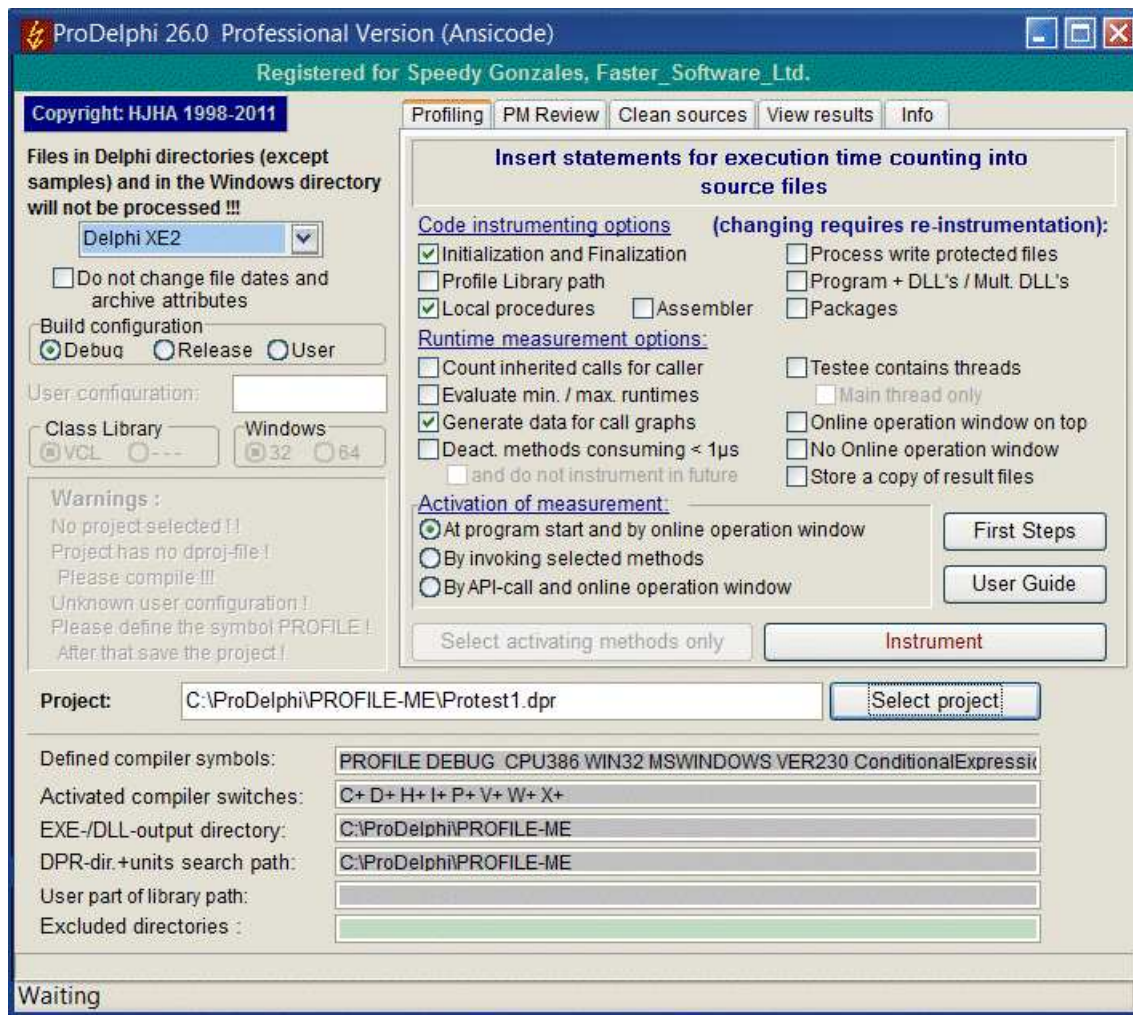 ProDelphi 26.0 Professional Version (Ansicode)
Registered for Speedy Gonzales, Faster_Software_Ltd.
Copyright: HJHA 1998-2011
Files in Delphi directories (except
samples) and in the Windows directory
will not be processed !!!
Delphi XE2
Do not change file dates and
archive attributes
Build configuration
Debug Release User
User configuration:
Class Library Windows
VCL - - - 32 64
Warnings :
No project selected ! !
Project has no dproj-file !
Please compile !!!
Unknown user configuration !
Please define the symbol PROFILE !
After that save the project !
Profiling PM Review Clean sources View results Info
Insert statements for execution time counting into
source files
Code instrumenting options (changing requires re-instrumentation):
Initialization and Finalization Process write protected files
Profile Library path Program + DLL's / Mult. DLL's
Local procedures Assembler Packages
Runtime measurement options:
Count inherited calls for caller Testee contains threads
Evaluate min. / max. runtimes Main thread only
Generate data for call graphs Online operation window on top
Deact. methods consuming < 1µs No Online operation window
and do not instrument in future Store a copy of result files
Activation of measurement:
At program start and by online operation window First Steps
By invoking selected methods
By API-call and online operation window User Guide
Select activating methods only Instrument
Project: C:\ProDelphi\PROFILE-ME\Protest1.dpr Select project
Defined compiler symbols: PROFILE DEBUG CPU386 WIN32 MSWINDOWS VER230 ConditionalExpressic
Activated compiler switches: C+ D+ H+ I+ P+ V+ W+ X+
EXE-/DLL-output directory: C:\ProDelphi\PROFILE-ME
DPR-dir.+units search path: C:\ProDelphi\PROFILE-ME
User part of library path:
Excluded directories :
Waiting